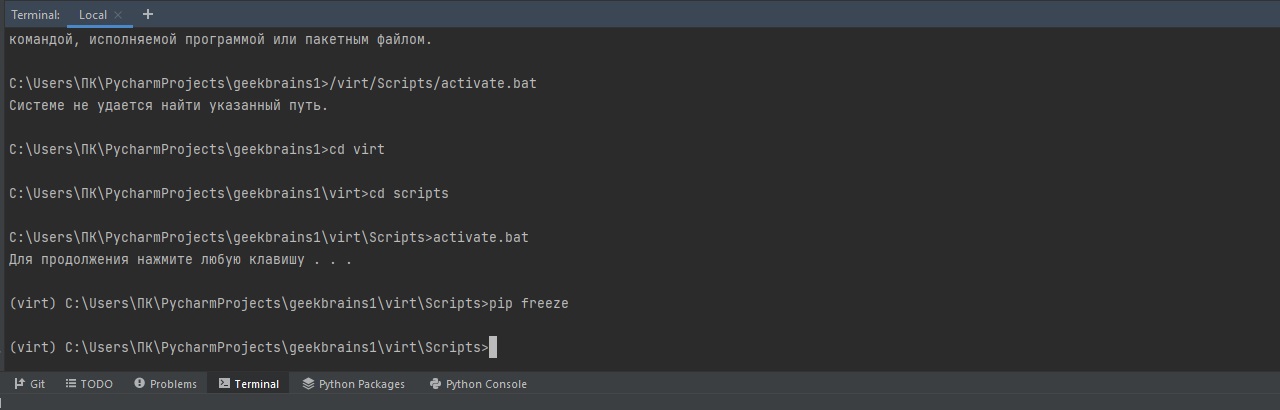 Terminal: Local × +
командой, исполняемой программой или пакетным файлом.
C:\Users\ПК\PycharmProjects\geekbrains1>/virt/Scripts/activate.bat
Системе не удается найти указанный путь.
C:\Users\ПК\PycharmProjects\geekbrains1>cd virt
C:\Users\ПК\PycharmProjects\geekbrains1\virt>cd scripts
C:\Users\ПК\PycharmProjects\geekbrains1\virt\Scripts>activate.bat
Для продолжения нажмите любую клавишу . . .
(virt) C:\Users\ПК\PycharmProjects\geekbrains1\virt\Scripts>pip freeze
(virt) C:\Users\ПК\PycharmProjects\geekbrains1\virt\Scripts>
Git TODO Problems Terminal Python Packages Python Console